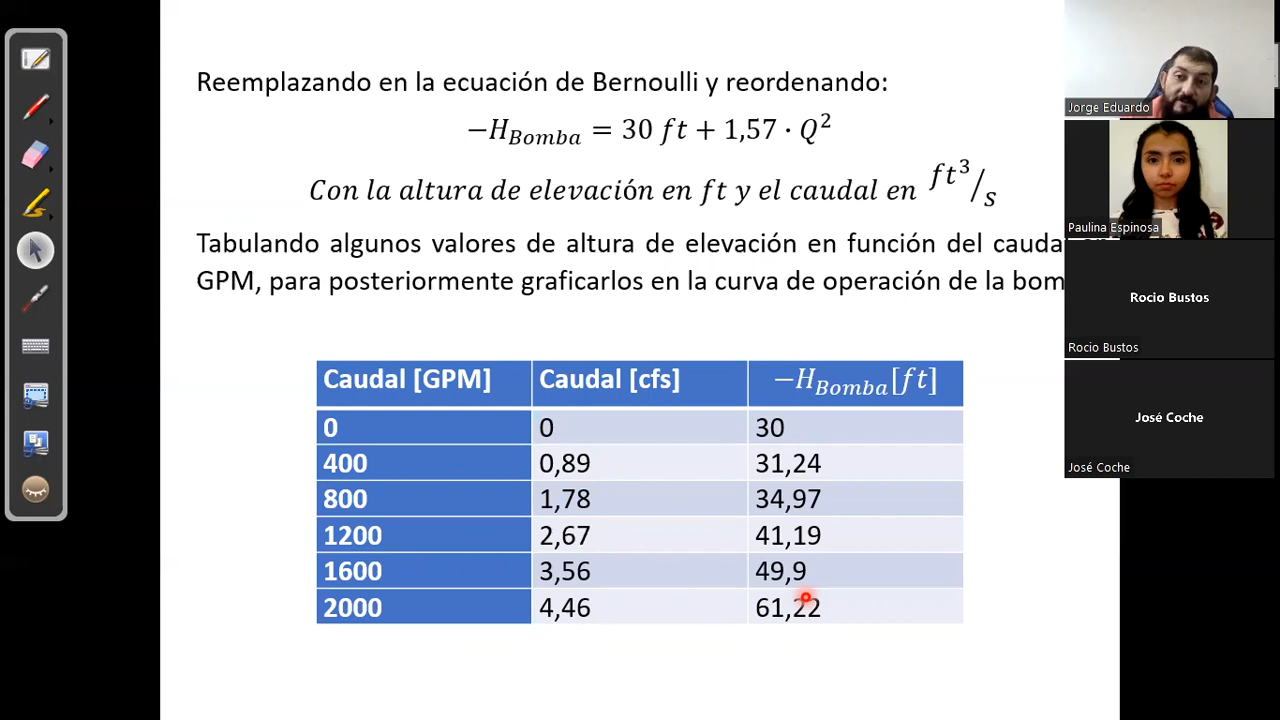 Reemplazando en la ecuación de Bernoulli y reordenando:
−H_Bomba = 30 ft + 1,57 · Q²
Con la altura de elevación en ft y el caudal en ft³/s
Tabulando algunos valores de altura de elevación en función del cauda
GPM, para posteriormente graficarlos en la curva de operación de la bom
Caudal [GPM] Caudal [cfs] −H_Bomba[ft]
0 0 30
400 0,89 31,24
800 1,78 34,97
1200 2,67 41,19
1600 3,56 49,9
2000 4,46 61,22
Jorge Eduardo
Paulina Espinosa
Rocio Bustos
Rocio Bustos
José Coche
José Coche